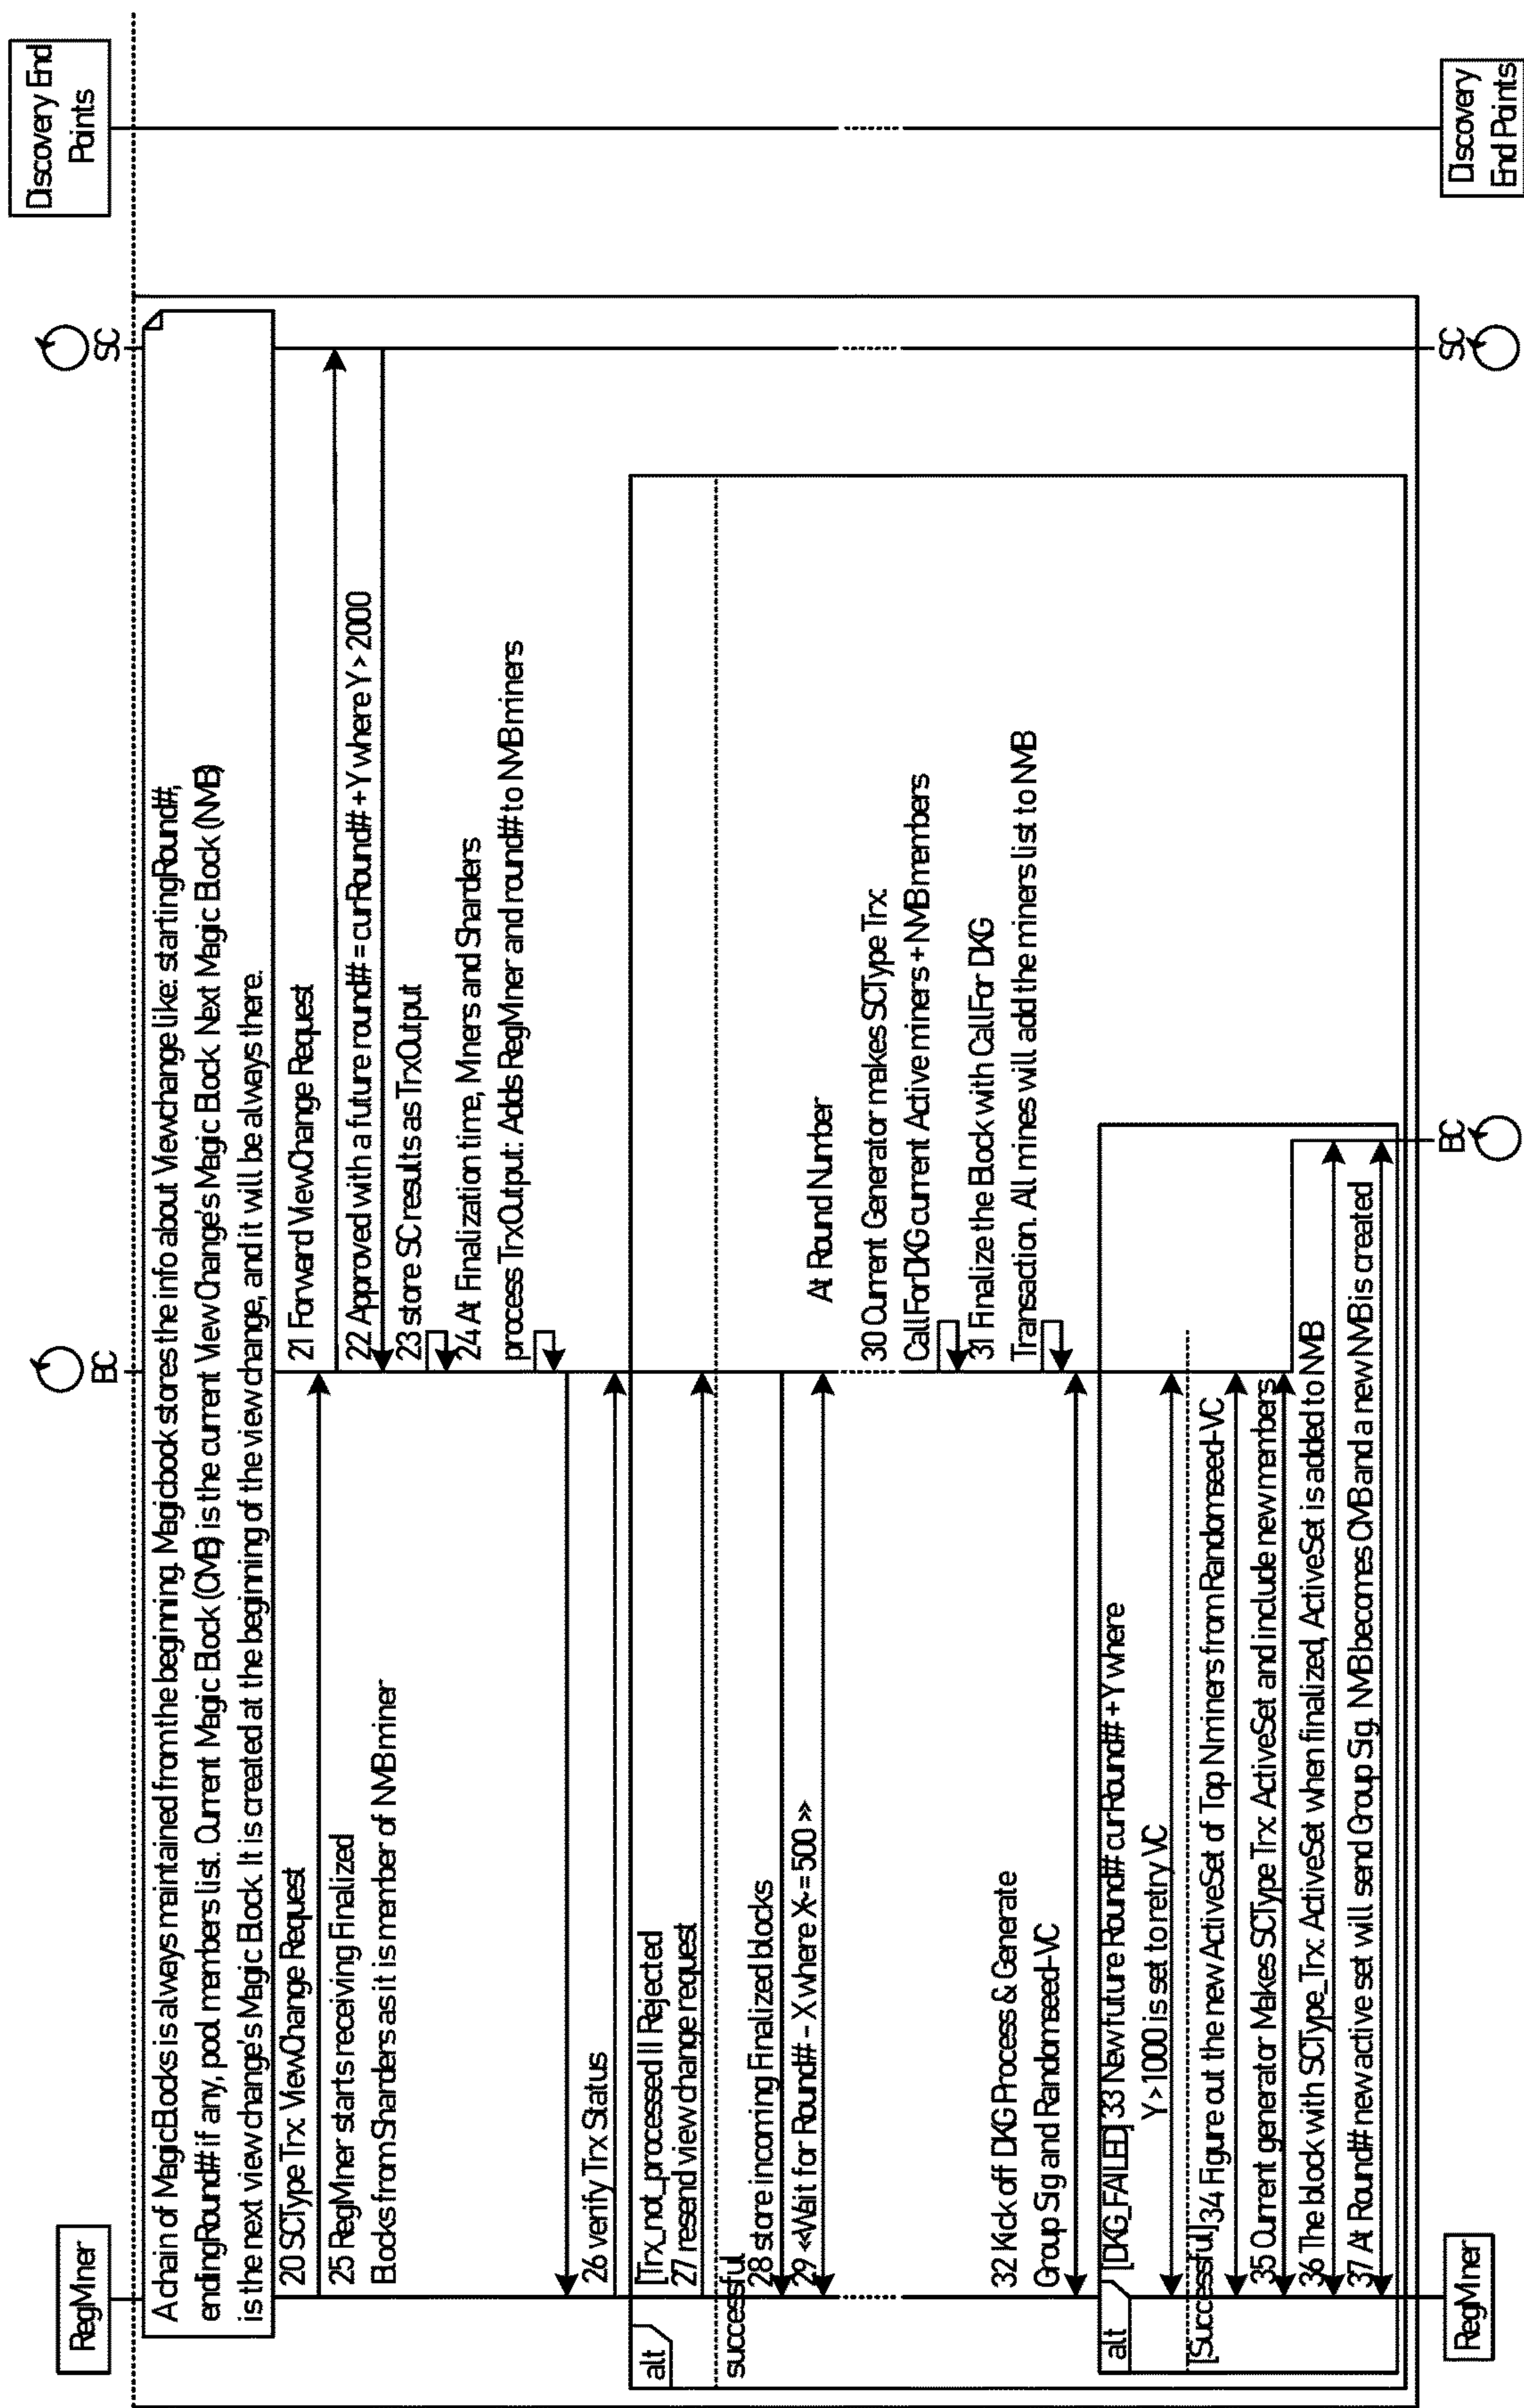 RegMiner
BC
SC
Discovery End
Points
A chain of MagicBlocks is always maintained from the beginning. Magicbook stores the info about Viewchange like: startingRound#,
endingRound# if any, pool members list. Current Magic Block (CMB) is the current ViewChange's Magic Block. Next Magic Block (NMB)
is the next view change's Magic Block. It is created at the beginning of the view change, and it will be always there.
20 SCType Trx: ViewChange Request
21 Forward ViewChange Request
22 Approved with a future round# = curRound# + Y where Y > 2000
23 store SC results as TrxOutput
24 At Finalization time, Miners and Sharders
process TrxOutput: Adds RegMiner and round# to NMB miners
25 RegMiner starts receiving Finalized
Blocks from Sharders as it is member of NMB miner
26 verify Trx Status
alt
[Trx_not_processed || Rejected
27 resend view change request
successful
28 store incoming Finalized blocks
29 <<Wait for Round# - X where X~= 500 >>
At Round Number
30 Current Generator makes SCType Trx:
CallForDKG current Active miners + NMB members
31 Finalize the Block with CallFor DKG
Transaction. All mines will add the miners list to NMB
32 Kick off DKG Process & Generate
Group Sig and Randomseed-VC
alt
[DKG_FAILED] 33 New future Round# curRound# + Y where
Y > 1000 is set to retry VC
[Successful] 34 Figure out the new ActiveSet of Top N miners from Randomseed-VC
35 Current generator Makes SCType Trx: ActiveSet and include new members
36 The block with SCType_Trx: ActiveSet when finalized, ActiveSet is added to NMB
37 At Round# new active set will send Group Sig. NMB becomes CMB and a new NMB is created
RegMiner
BC
SC
Discovery
End Points